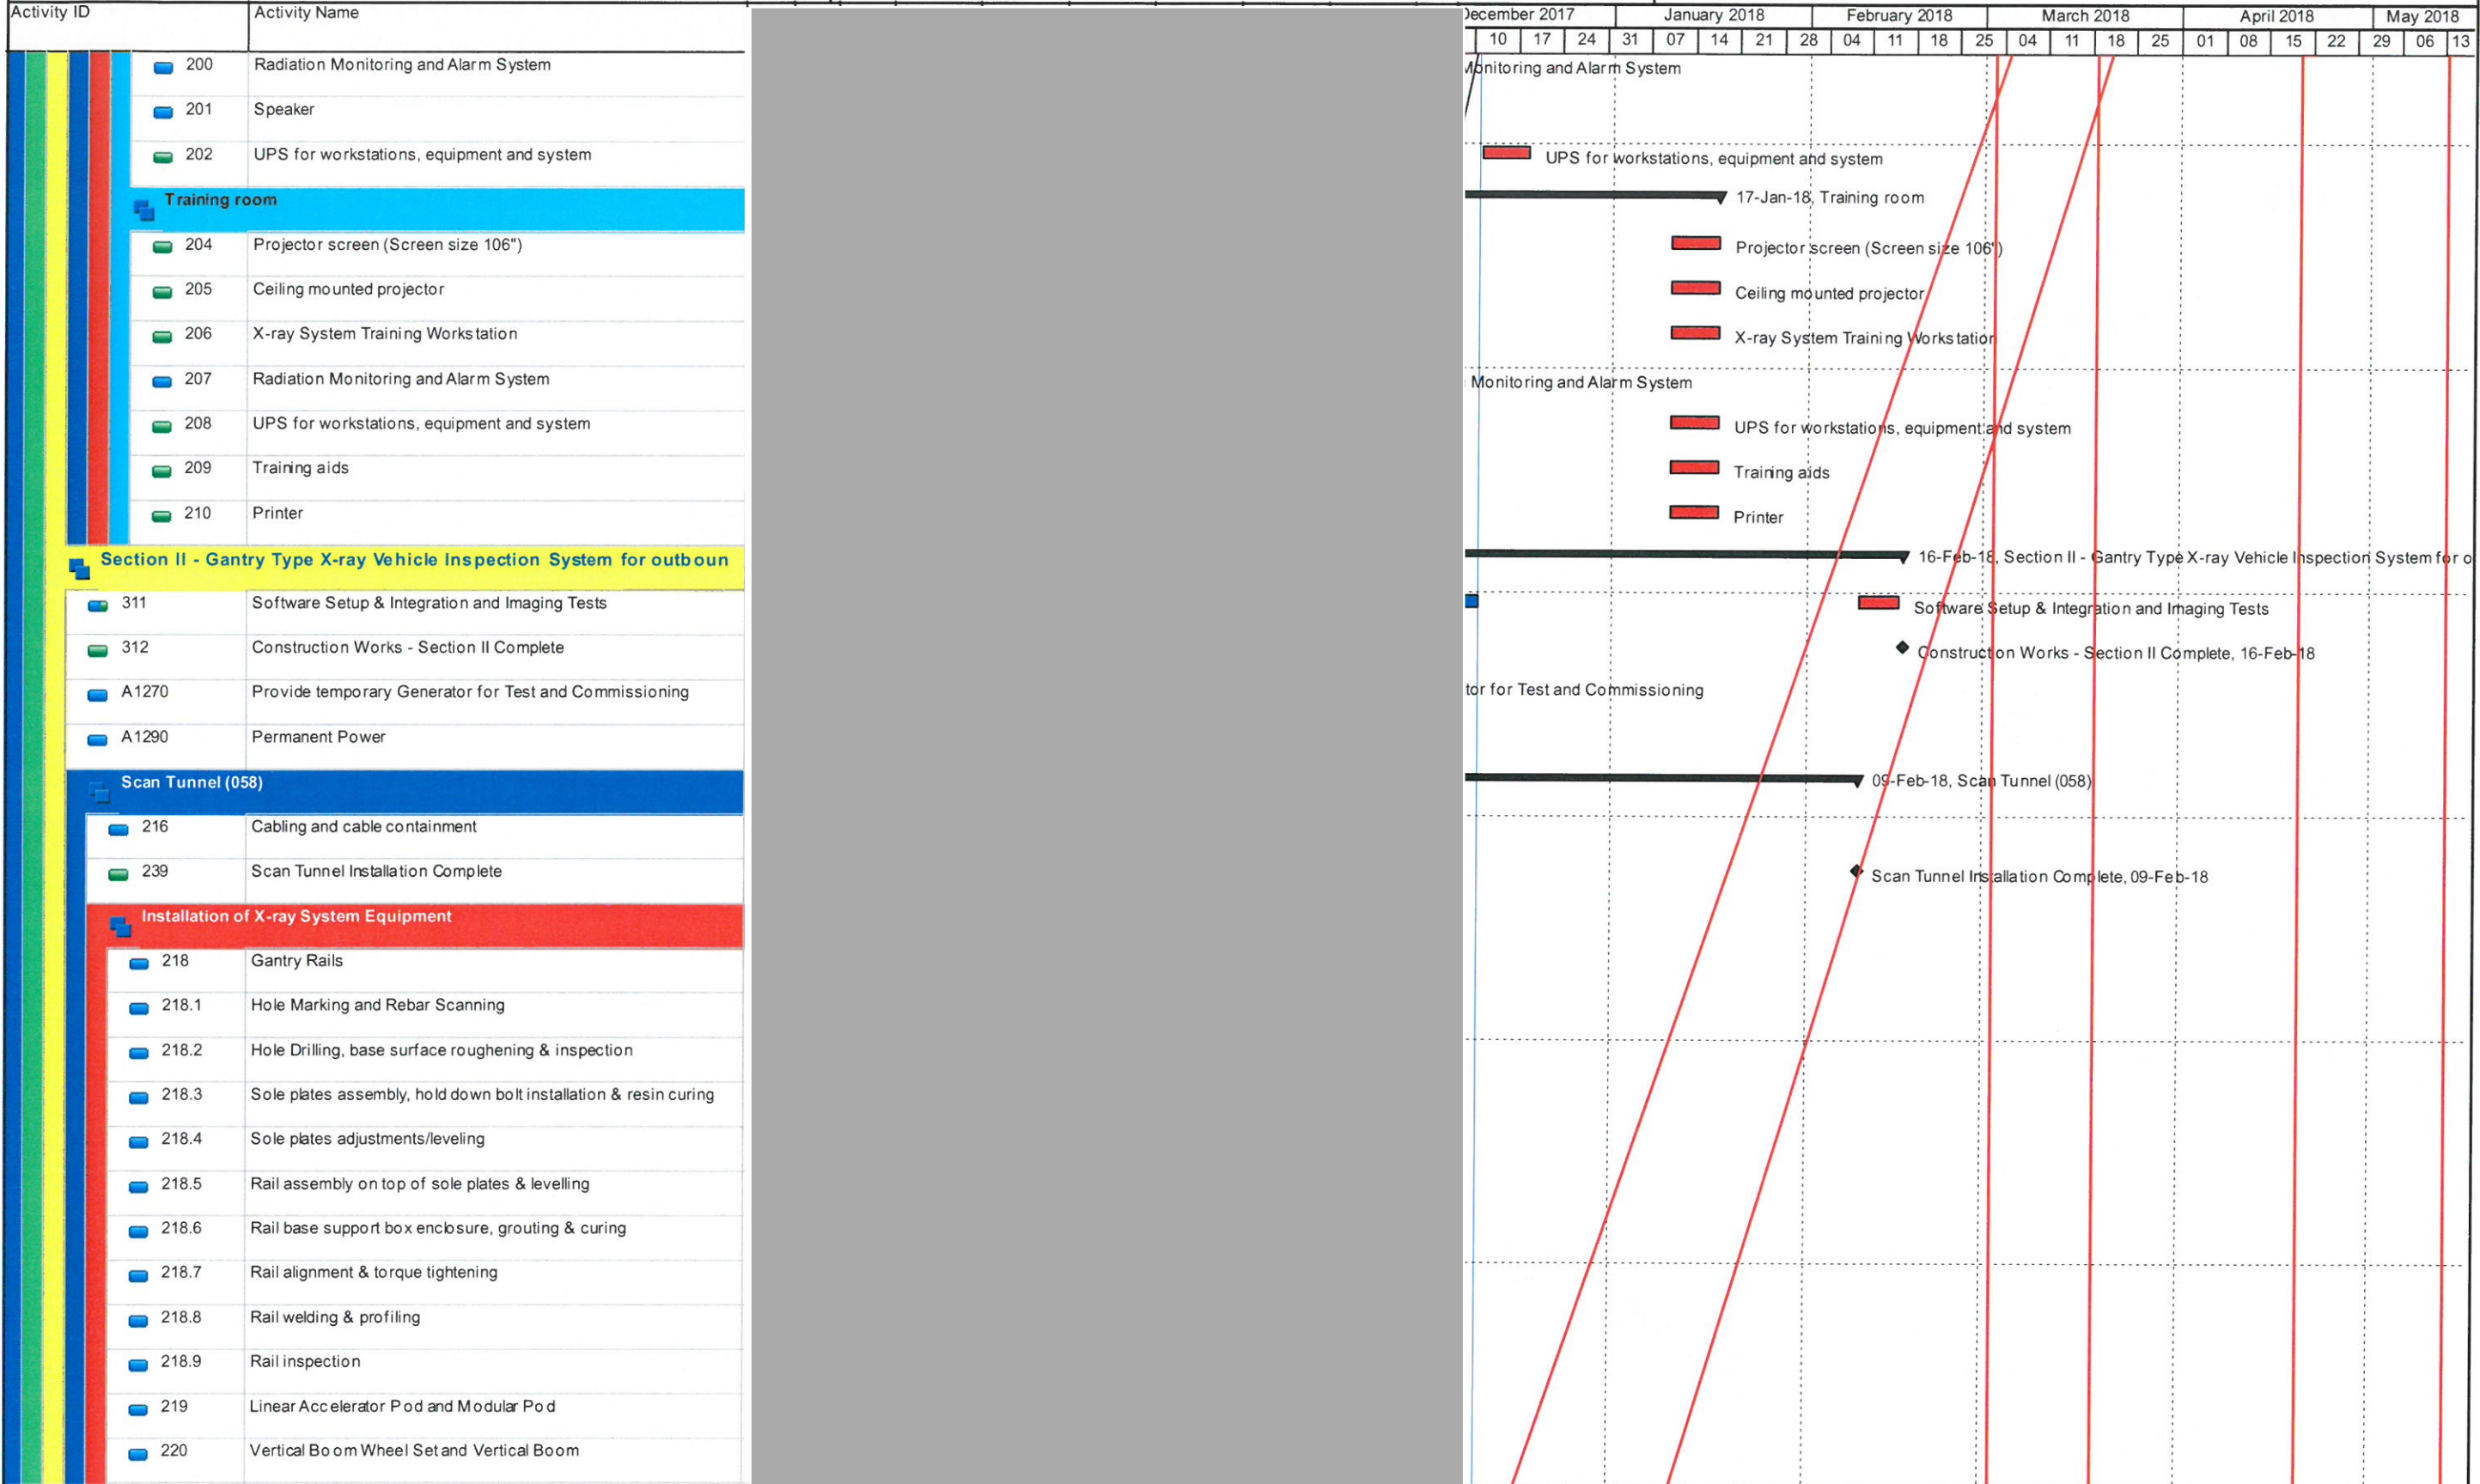 Activity ID Activity Name December 2017 January 2018 February 2018 March 2018 April 2018 May 2018
10 17 24 31 07 14 21 28 04 11 18 25 04 11 18 25 01 08 15 22 29 06 13
200 Radiation Monitoring and Alarm System Monitoring and Alarm System
201 Speaker
202 UPS for workstations, equipment and system UPS for workstations, equipment and system
Training room 17-Jan-18, Training room
204 Projector screen (Screen size 106") Projector screen (Screen size 106")
205 Ceiling mounted projector Ceiling mounted projector
206 X-ray System Training Workstation X-ray System Training Workstation
207 Radiation Monitoring and Alarm System Monitoring and Alarm System
208 UPS for workstations, equipment and system UPS for workstations, equipment and system
209 Training aids Training aids
210 Printer Printer
Section II - Gantry Type X-ray Vehicle Inspection System for outboun 16-Feb-18, Section II - Gantry Type X-ray Vehicle Inspection System for o
311 Software Setup & Integration and Imaging Tests Software Setup & Integration and Imaging Tests
312 Construction Works - Section II Complete Construction Works - Section II Complete, 16-Feb-18
A1270 Provide temporary Generator for Test and Commissioning tor for Test and Commissioning
A1290 Permanent Power
Scan Tunnel (058) 09-Feb-18, Scan Tunnel (058)
216 Cabling and cable containment
239 Scan Tunnel Installation Complete Scan Tunnel Installation Complete, 09-Feb-18
Installation of X-ray System Equipment
218 Gantry Rails
218.1 Hole Marking and Rebar Scanning
218.2 Hole Drilling, base surface roughening & inspection
218.3 Sole plates assembly, hold down bolt installation & resin curing
218.4 Sole plates adjustments/leveling
218.5 Rail assembly on top of sole plates & levelling
218.6 Rail base support box enclosure, grouting & curing
218.7 Rail alignment & torque tightening
218.8 Rail welding & profiling
218.9 Rail inspection
219 Linear Accelerator Pod and Modular Pod
220 Vertical Boom Wheel Set and Vertical Boom